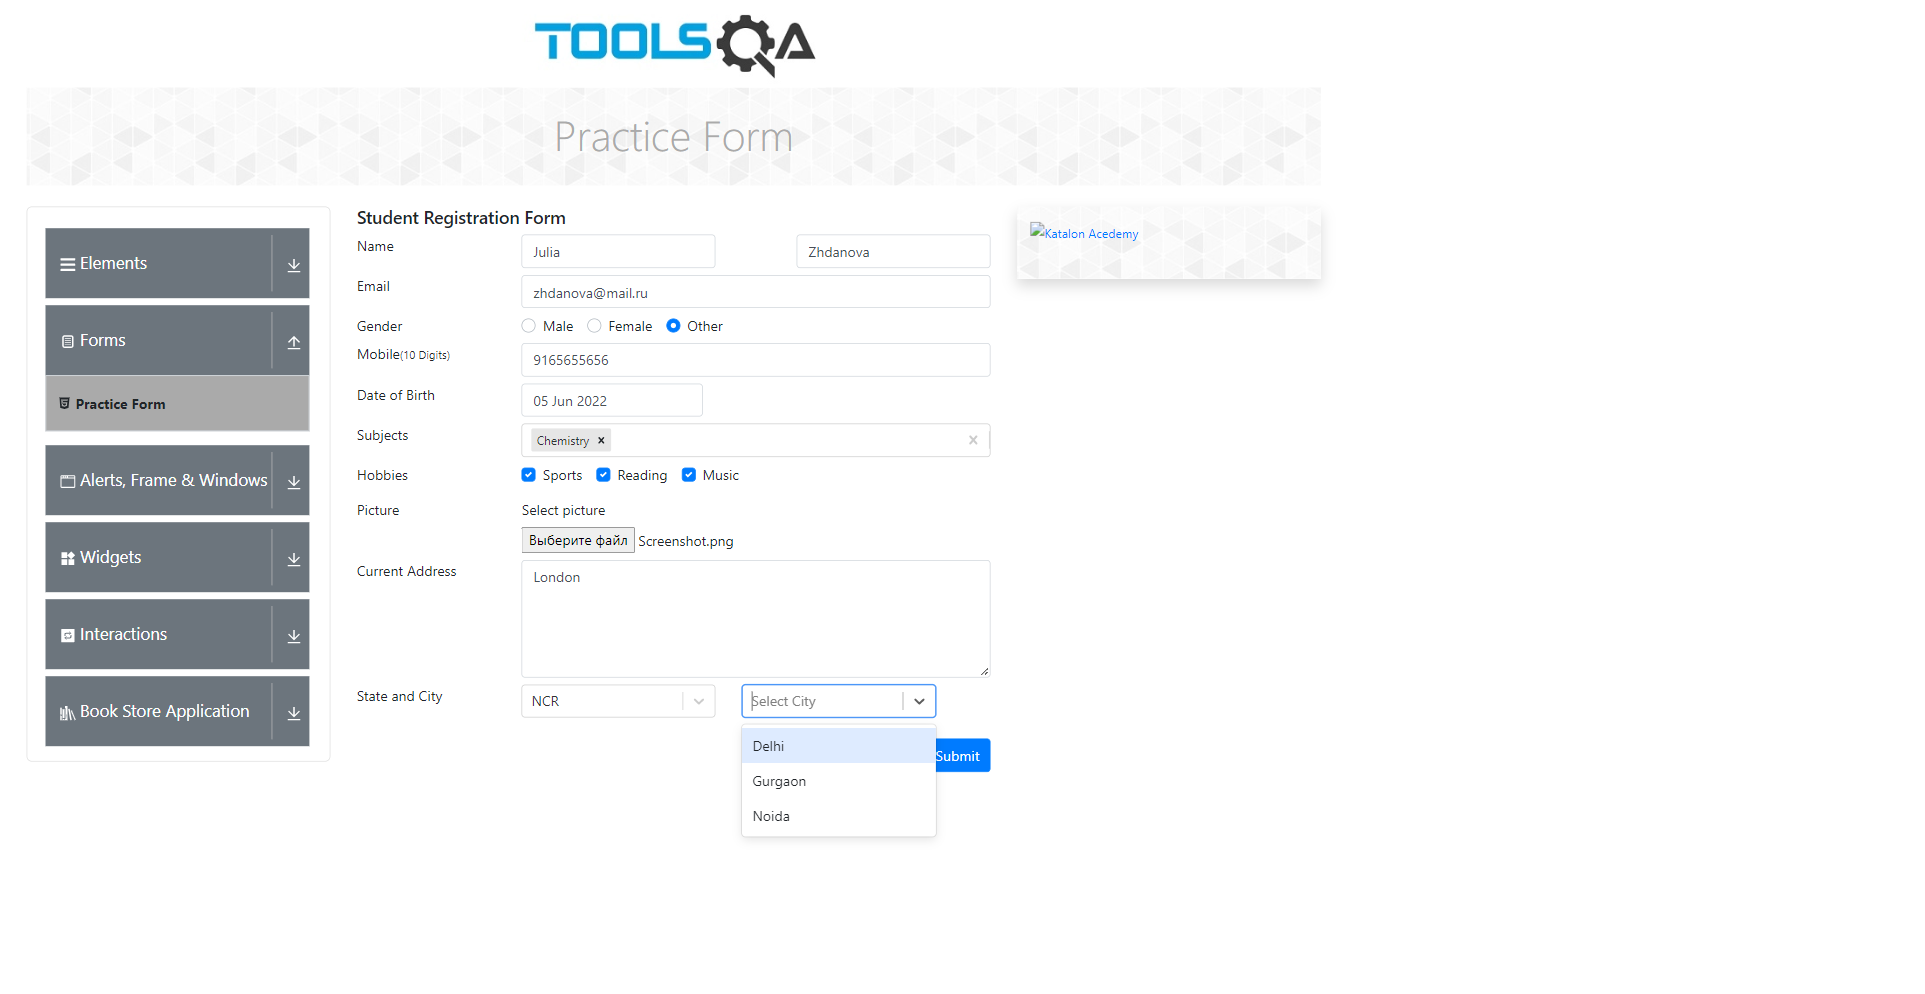 TOOLSQA
Practice Form
Elements
Forms
Practice Form
Alerts, Frame & Windows
Widgets
Interactions
Book Store Application
Student Registration Form
Name Julia Zhdanova
Email zhdanova@mail.ru
Gender Male Female Other
Mobile(10 Digits) 9165655656
Date of Birth 05 Jun 2022
Subjects Chemistry
Hobbies Sports Reading Music
Picture Select picture
Выберите файл Screenshot.png
Current Address London
State and City NCR Select City
Delhi
Gurgaon
Noida
Submit
Katalon Acedemy